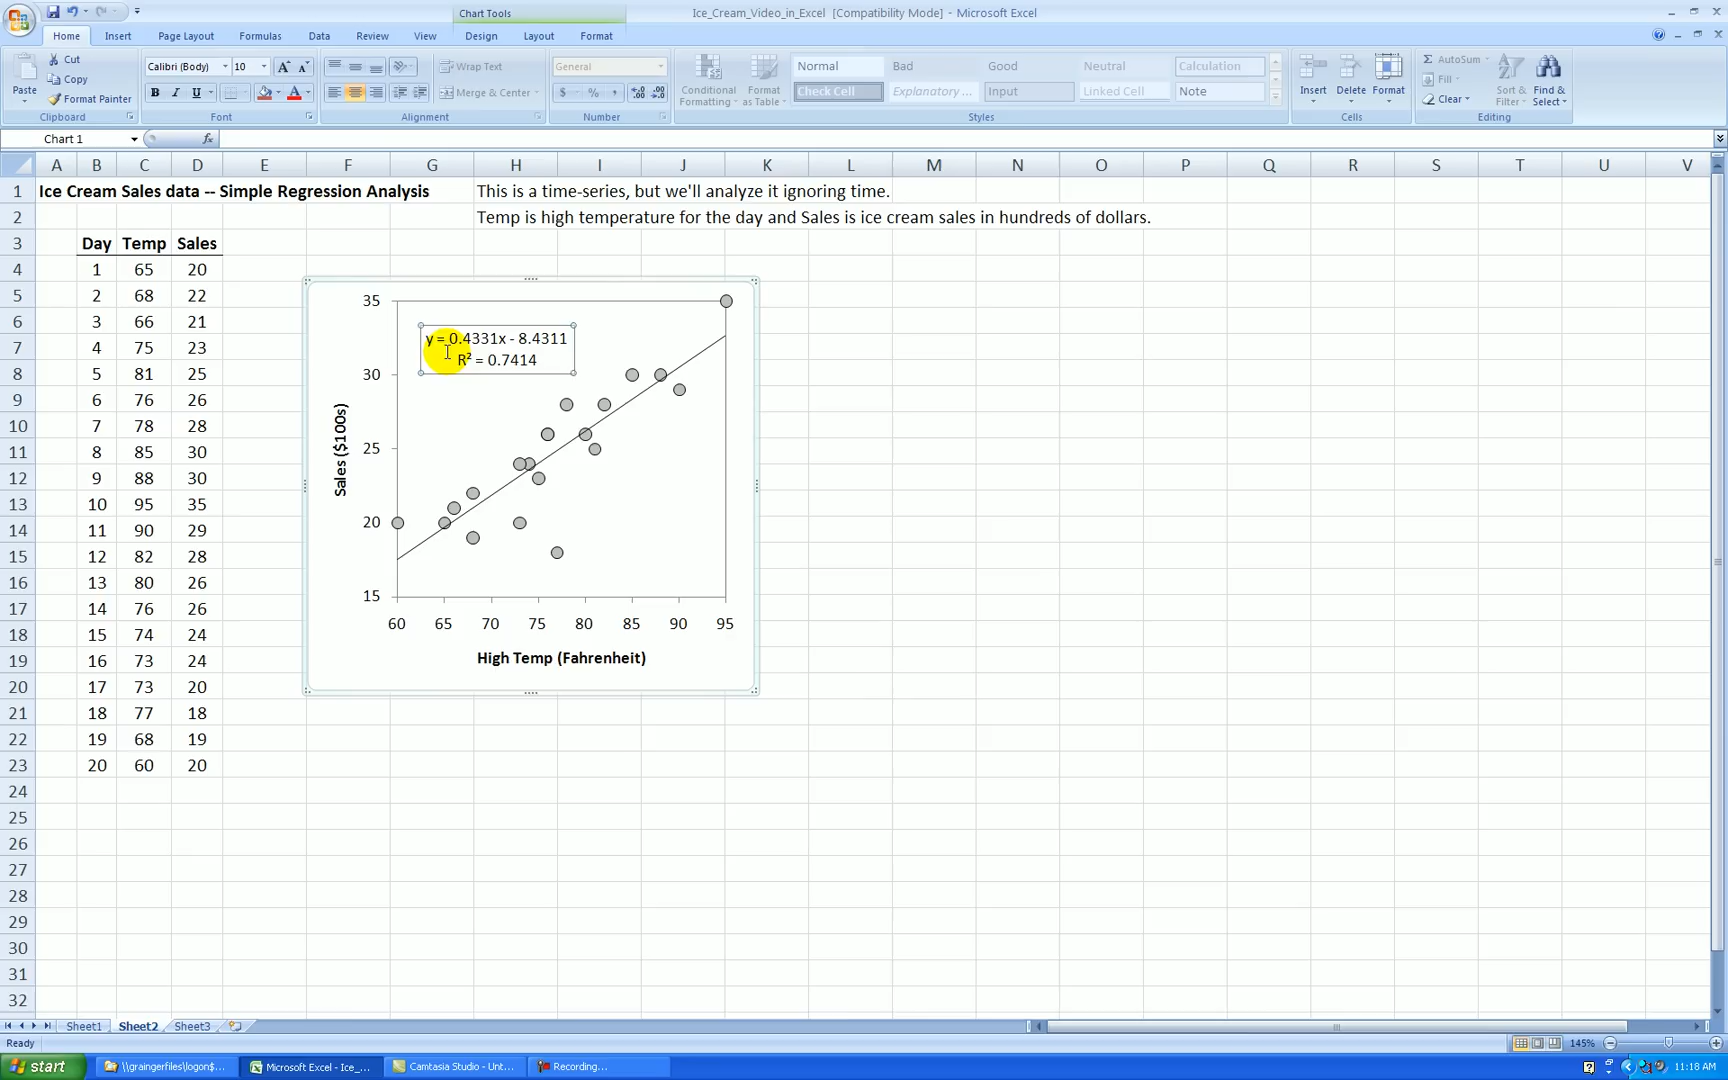 Chart Tools
Ice_Cream_Video_in_Excel [Compatibility Mode] - Microsoft Excel
Home Insert Page Layout Formulas Data Review View Design Layout Format
Paste
Cut
Copy
Format Painter
Clipboard
Calibri (Body) 10
B I U A
Font
Wrap Text
Merge & Center
Alignment
General
$ % ,
Number
Conditional Formatting
Format as Table
Normal Bad Good Neutral Calculation
Check Cell Explanatory ... Input Linked Cell Note
Styles
Insert Delete Format
Cells
Σ AutoSum
Fill
Clear
Sort & Filter
Find & Select
Editing
Chart 1 fx
A B C D E F G H I J K L M N O P Q R S T U V
1 Ice Cream Sales data -- Simple Regression Analysis This is a time-series, but we'll analyze it ignoring time.
2 Temp is high temperature for the day and Sales is ice cream sales in hundreds of dollars.
3 Day Temp Sales
4 1 65 20
5 2 68 22
6 3 66 21
7 4 75 23
8 5 81 25
9 6 76 26
10 7 78 28
11 8 85 30
12 9 88 30
13 10 95 35
14 11 90 29
15 12 82 28
16 13 80 26
17 14 76 26
18 15 74 24
19 16 73 24
20 17 73 20
21 18 77 18
22 19 68 19
23 20 60 20
24
25
26
27
28
29
30
31
32
35
30
25
20
15
Sales ($100s)
y = 0.4331x - 8.4311
R² = 0.7414
60 65 70 75 80 85 90 95
High Temp (Fahrenheit)
Sheet1 Sheet2 Sheet3
Ready 145%
start \\graingerfiles\logon$... Microsoft Excel - Ice_... Camtasia Studio - Unt... Recording... 11:18 AM